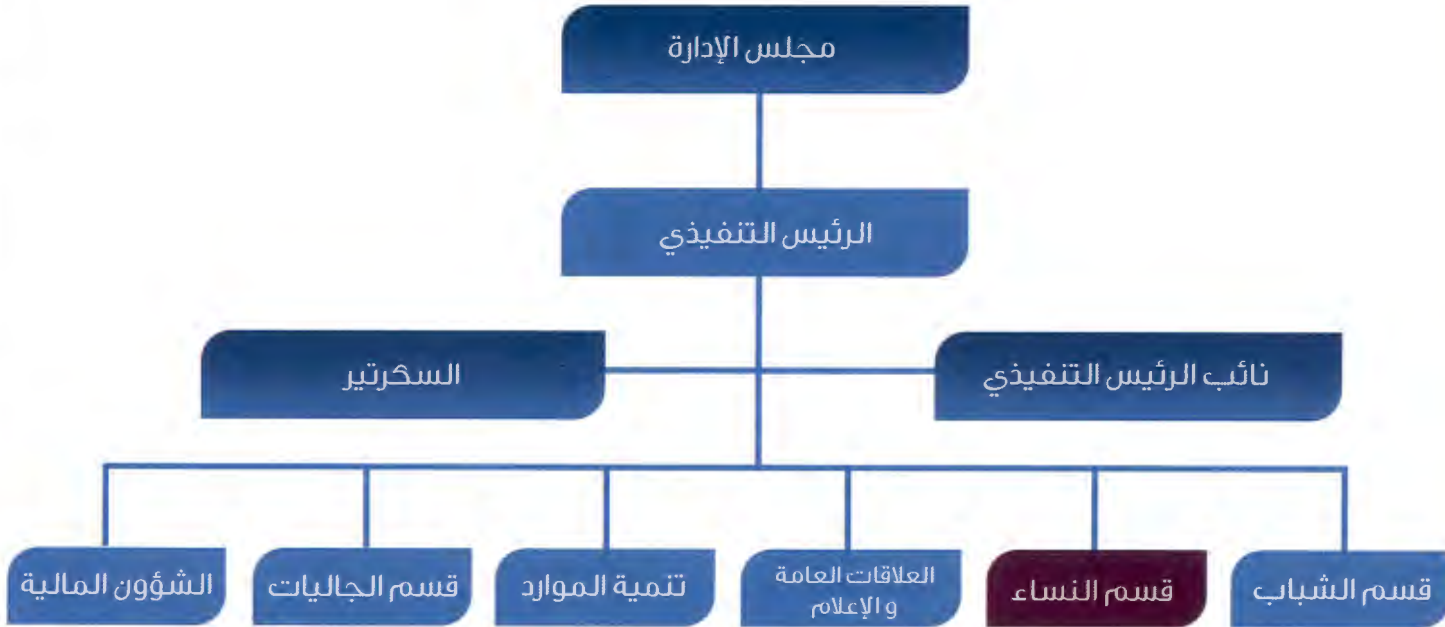 مجلس الإدارة
الرئيس التنفيذي
نائب الرئيس التنفيذي
السكرتير
قسم الشباب
قسم النساء
العلاقات العامة
و الإعلام
تنمية الموارد
قسم الجاليات
الشؤون المالية